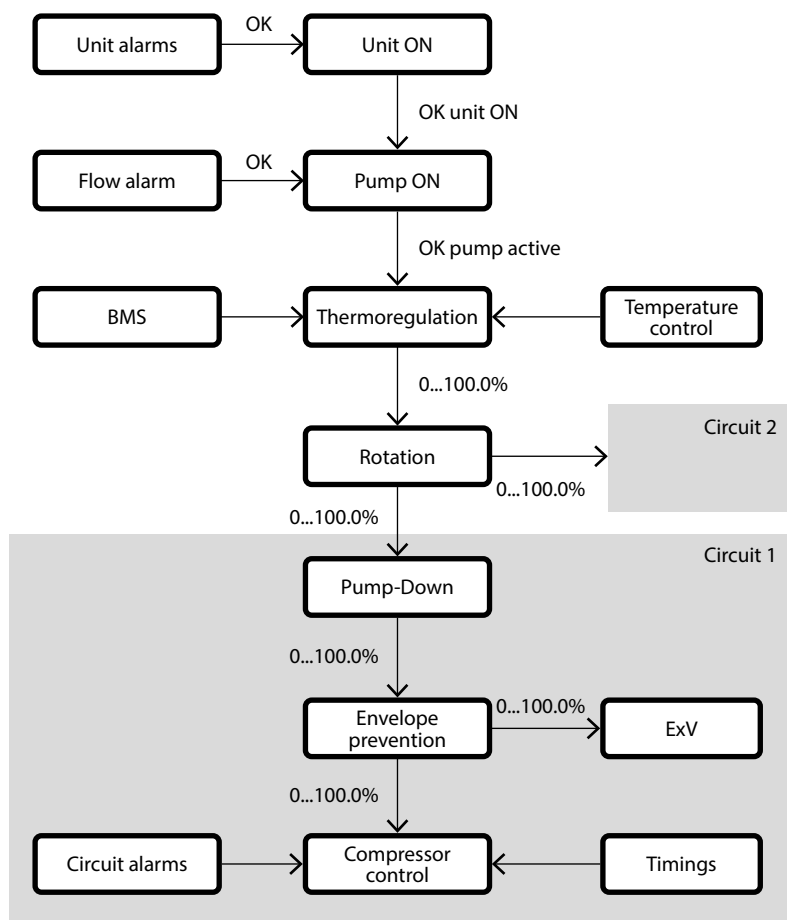 Unit alarms
OK
Unit ON
OK unit ON
Flow alarm
OK
Pump ON
OK pump active
BMS
Thermoregulation
Temperature
control
0...100.0%
Circuit 2
Rotation
0...100.0%
0...100.0%
Circuit 1
Pump-Down
0...100.0%
0...100.0%
Envelope
prevention
ExV
0...100.0%
Circuit alarms
Compressor
control
Timings